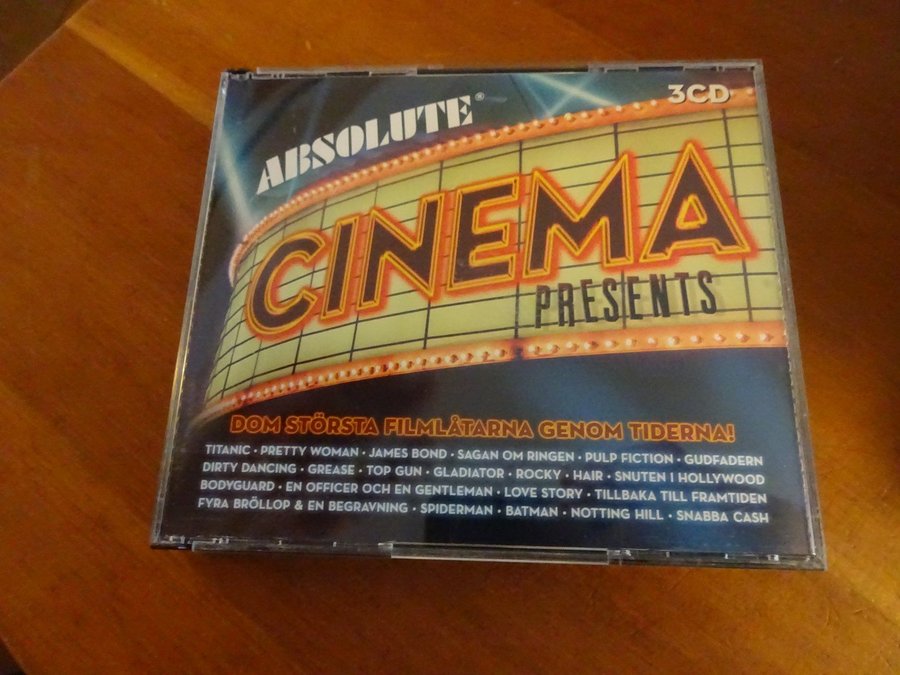 ABSOLUTE®
3CD
CINEMA
PRESENTS
DOM STÖRSTA FILMLÅTARNA GENOM TIDERNA!
TITANIC · PRETTY WOMAN · JAMES BOND · SAGAN OM RINGEN · PULP FICTION · GUDFADERN
DIRTY DANCING · GREASE · TOP GUN · GLADIATOR · ROCKY · HAIR · SNUTEN I HOLLYWOOD
BODYGUARD · EN OFFICER OCH EN GENTLEMAN · LOVE STORY · TILLBAKA TILL FRAMTIDEN
FYRA BRÖLLOP & EN BEGRAVNING · SPIDERMAN · BATMAN · NOTTING HILL · SNABBA CASH